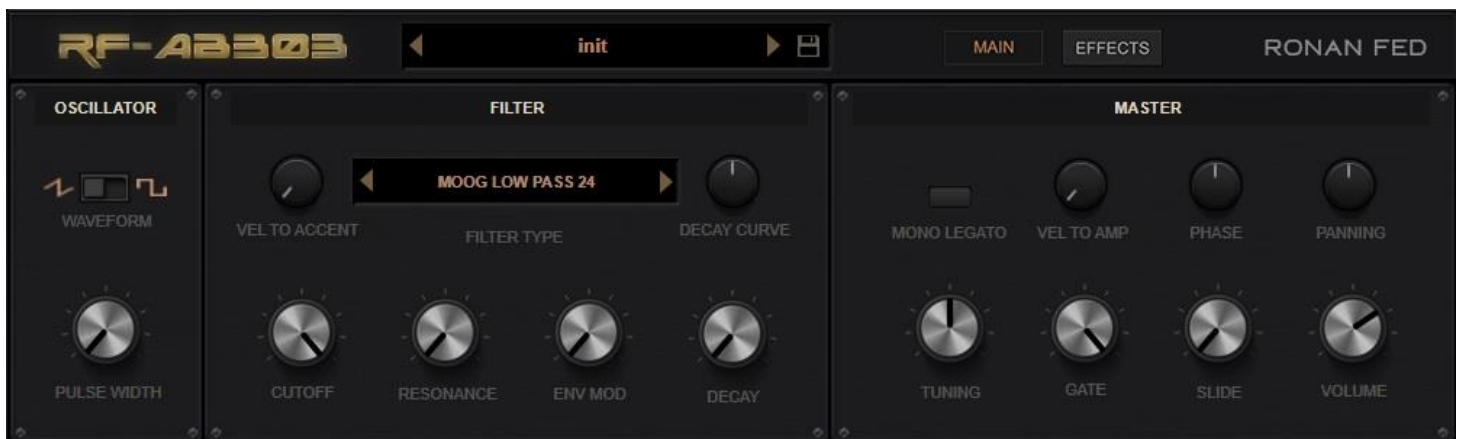 RF-AB303
init
MAIN
EFFECTS
RONAN FED
OSCILLATOR
WAVEFORM
PULSE WIDTH
FILTER
VEL TO ACCENT
MOOG LOW PASS 24
FILTER TYPE
DECAY CURVE
CUTOFF
RESONANCE
ENV MOD
DECAY
MASTER
MONO LEGATO
VEL TO AMP
PHASE
PANNING
TUNING
GATE
SLIDE
VOLUME